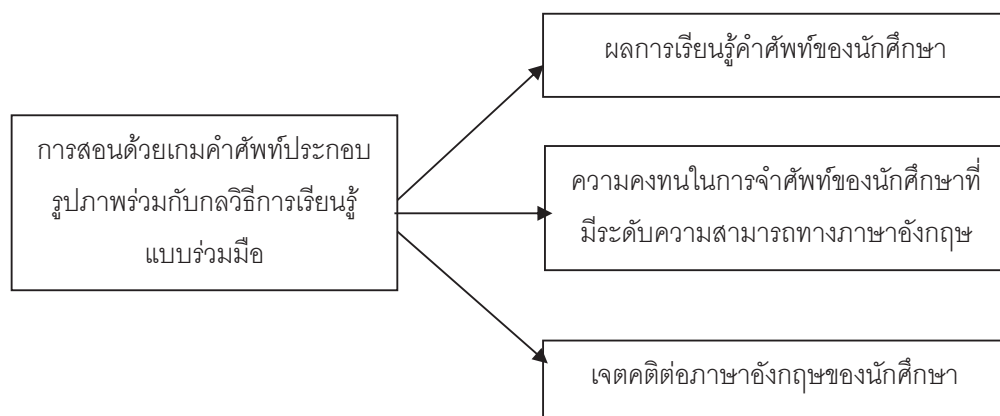 ผลการเรียนรู้คำศัพท์ของนักศึกษา
การสอนด้วยเกมคำศัพท์ประกอบ
รูปภาพร่วมกับกลวิธีการเรียนรู้
แบบร่วมมือ
ความคงทนในการจำศัพท์ของนักศึกษาที่
มีระดับความสามารถทางภาษาอังกฤษ
เจตคติต่อภาษาอังกฤษของนักศึกษา